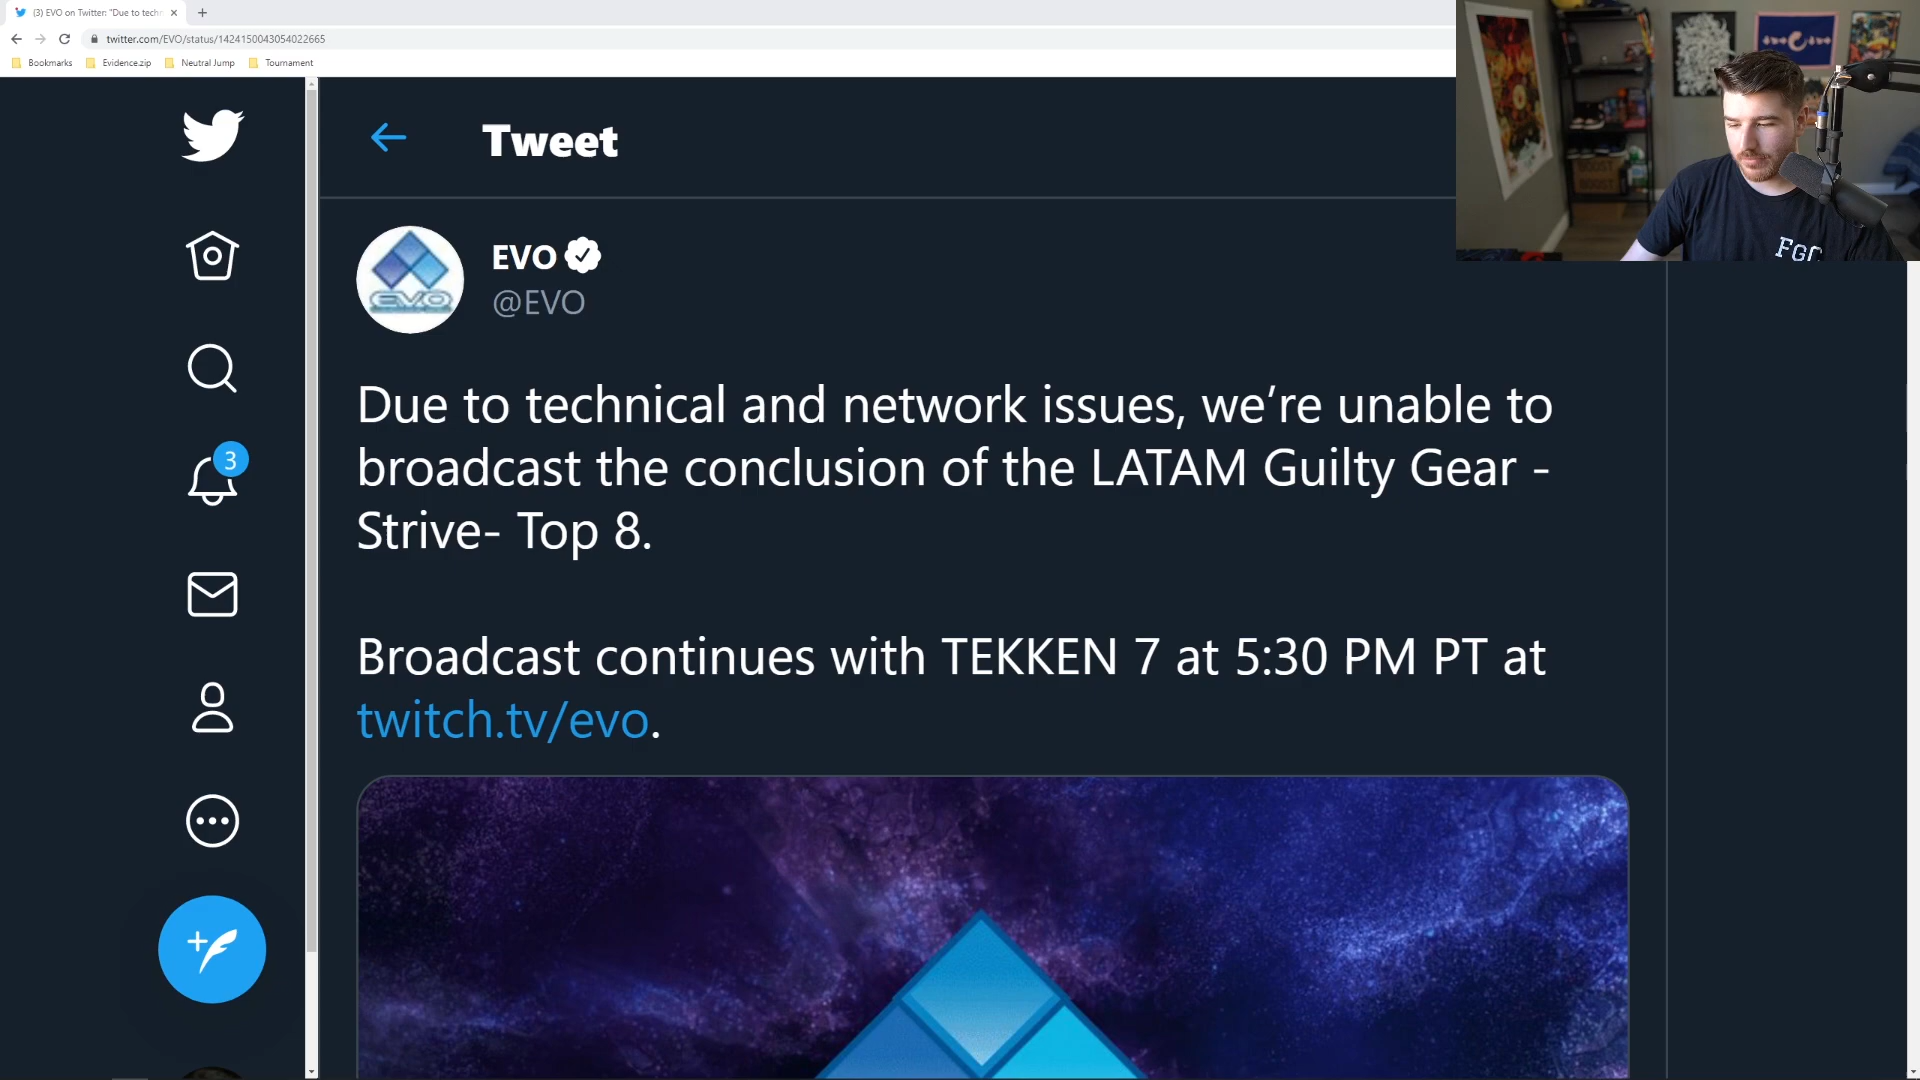 (3) EVO on Twitter: "Due to techn
twitter.com/EVO/status/1424150043054022665
Bookmarks Evidence.zip Neutral Jump Tournament
Tweet
EVO
@EVO
EVO
3
Due to technical and network issues, we’re unable to
broadcast the conclusion of the LATAM Guilty Gear -
Strive- Top 8.
Broadcast continues with TEKKEN 7 at 5:30 PM PT at
twitch.tv/evo.
FGC